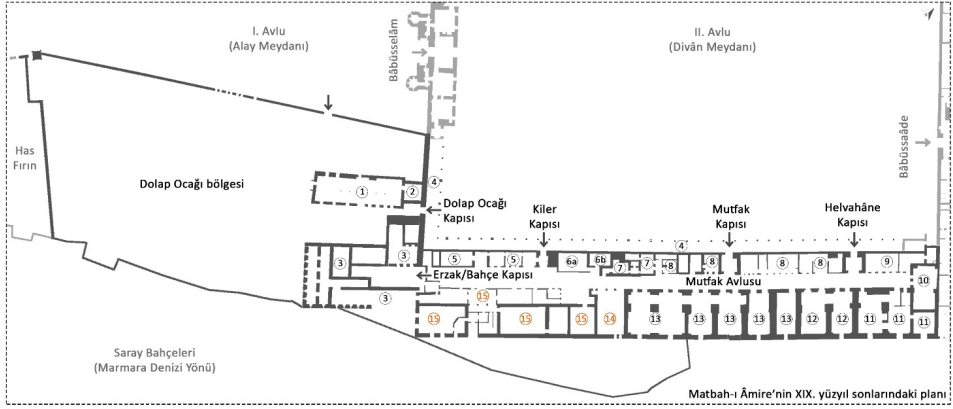 I. Avlu
(Alay Meydanı)
Bâbüsselâm
II. Avlu
(Divân Meydanı)
Bâbüssaâde
Has
Fırın
Dolap Ocağı bölgesi
1
2
4
Dolap Ocağı
Kapısı
Kiler
Kapısı
Mutfak
Kapısı
Helvahâne
Kapısı
4
3
3
Erzak/Bahçe Kapısı
5
5
6a
6b
7
7
8
8
8
8
9
Mutfak Avlusu
10
3
15
15
15
15
14
13
13
13
13
13
12
12
11
11
11
Saray Bahçeleri
(Marmara Denizi Yönü)
Matbah-ı Âmire'nin XIX. yüzyıl sonlarındaki planı